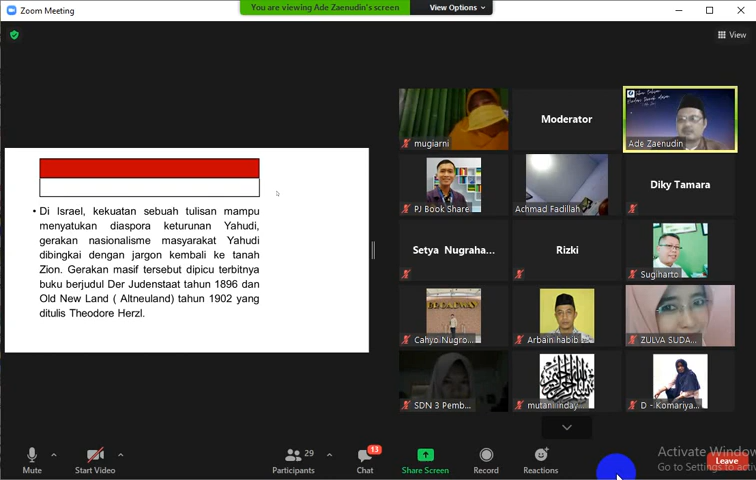 Zoom Meeting
You are viewing Ade Zaenudin's screen
View Options
View
mugiarni
Moderator
Ade Zaenudin
PJ Book Share
Achmad Fadillah
Diky Tamara
Setya Nugraha...
Rizki
Sugiharto
Cahyo Nugro...
Arbain habib
ZULVA SUDA...
SDN 3 Pemb...
D - Komariya...
• Di Israel, kekuatan sebuah tulisan mampu
menyatukan diaspora keturunan Yahudi,
gerakan nasionalisme masyarakat Yahudi
dibingkai dengan jargon kembali ke tanah
Zion. Gerakan masif tersebut dipicu terbitnya
buku berjudul Der Judenstaat tahun 1896 dan
Old New Land ( Altneuland) tahun 1902 yang
ditulis Theodore Herzl.
Mute
Start Video
29
Participants
13
Chat
Share Screen
Record
Reactions
Activate Window
Go to Settings to acti
Leave